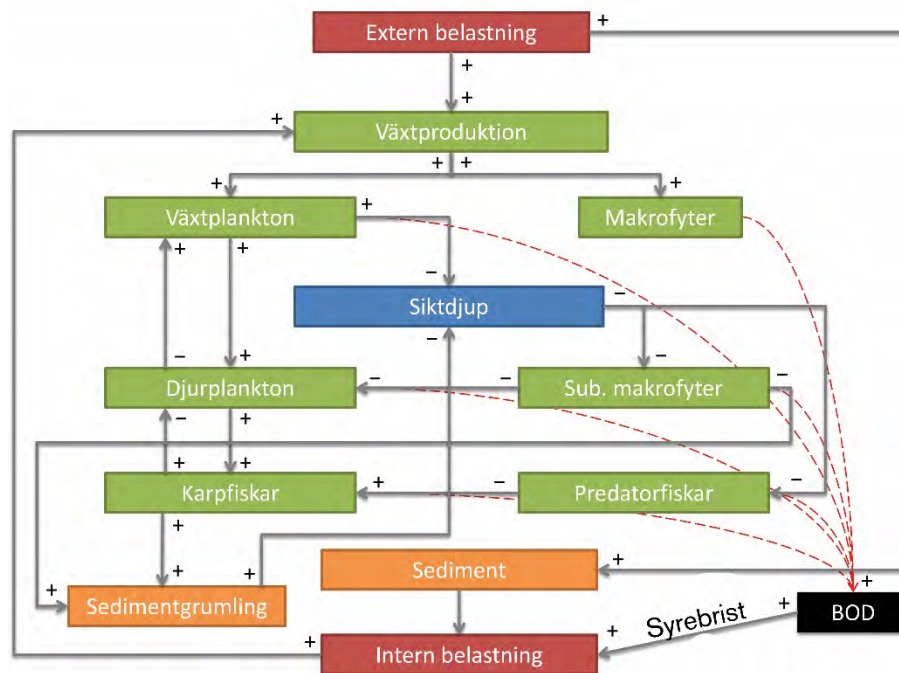 Extern belastning
+
+
+
+
Växtproduktion
+
+ +
+
+
Växtplankton
+
Makrofyter
+ +
−
Siktdjup
−
−
− +
−
Djurplankton
− −
Sub. makrofyter
−
− +
+ +
Karpfiskar
+
−
Predatorfiskar
−
+
+
+
Sedimentgrumling
+
Sediment
+
+
BOD
+
Syrebrist
+
+
Intern belastning